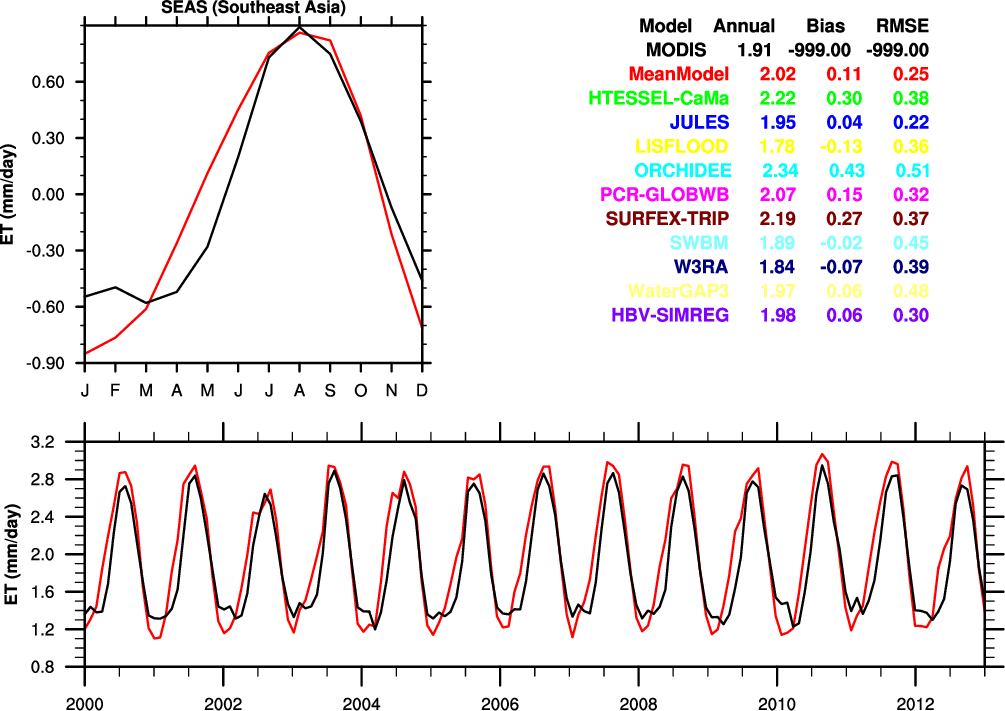 SEAS (Southeast Asia)
ET (mm/day)
0.60
0.30
0.00
-0.30
-0.60
-0.90
J F M A M J J A S O N D
Model Annual Bias RMSE
MODIS 1.91 -999.00 -999.00
MeanModel 2.02 0.11 0.25
HTESSEL-CaMa 2.22 0.30 0.38
JULES 1.95 0.04 0.22
LISFLOOD 1.78 -0.13 0.36
ORCHIDEE 2.34 0.43 0.51
PCR-GLOBWB 2.07 0.15 0.32
SURFEX-TRIP 2.19 0.27 0.37
SWBM 1.89 -0.02 0.45
W3RA 1.84 -0.07 0.39
WaterGAP3 1.97 0.06 0.48
HBV-SIMREG 1.98 0.06 0.30
ET (mm/day)
3.2
2.8
2.4
2.0
1.6
1.2
0.8
2000 2002 2004 2006 2008 2010 2012